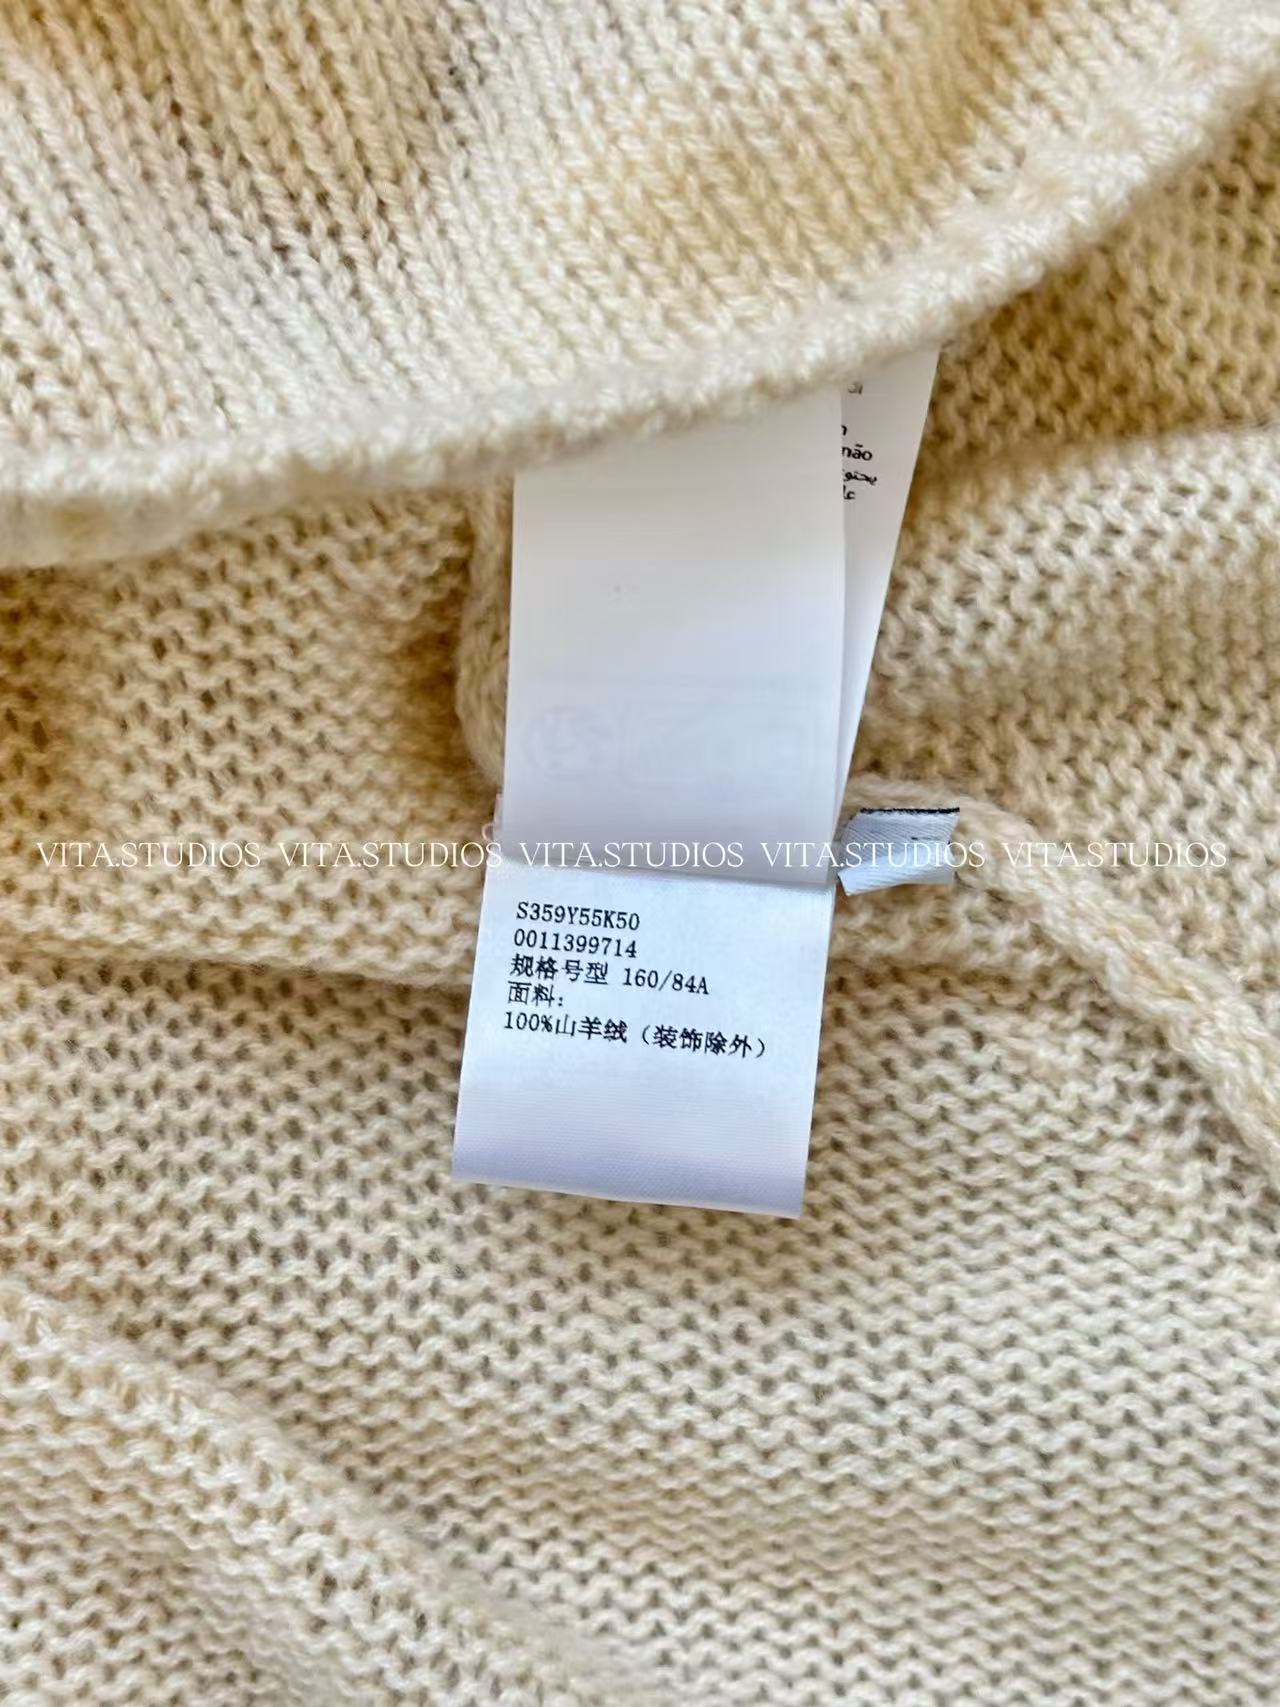 não
VITA.STUDIOS VITA.STUDIOS VITA.STUDIOS VITA.STUDIOS VITA.STUDIOS
S359Y55K50
0011399714
规格号型 160/84A
面料:
100%山羊绒（装饰除外）